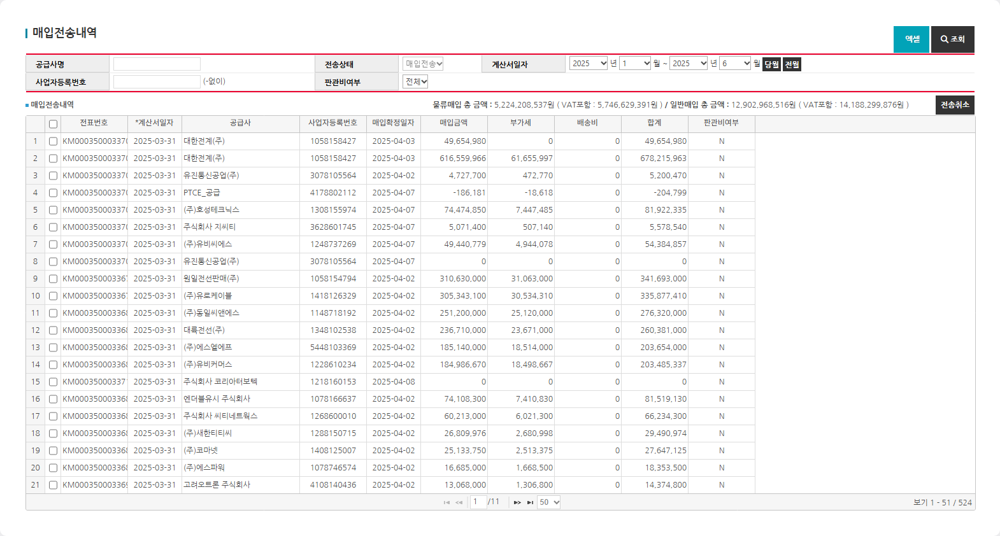 매입전송내역
엑셀 조회
공급사명 전송상태 매입전송 계산서일자 2025 년 1 월 ~ 2025 년 6 월 당월 전월
사업자등록번호 (-없이) 판관비여부 전체
매입전송내역 물류매입 총 금액 : 5,224,208,537원 ( VAT포함 : 5,746,629,391원 ) / 일반매입 총 금액 : 12,902,968,516원 ( VAT포함 : 14,188,299,876원 ) 전송취소
전표번호 *계산서일자 공급사 사업자등록번호 매입확정일자 매입금액 부가세 배송비 합계 판관비여부
1 KM000350003370 2025-03-31 대한전계(주) 1058158427 2025-04-03 49,654,980 0 0 49,654,980 N
2 KM000350003370 2025-03-31 대한전계(주) 1058158427 2025-04-03 616,559,966 61,655,997 0 678,215,963 N
3 KM000350003370 2025-03-31 유진통신공업(주) 3078105564 2025-04-02 4,727,700 472,770 0 5,200,470 N
4 KM000350003370 2025-03-31 PTCE_공급 4178802112 2025-04-07 -186,181 -18,618 0 -204,799 N
5 KM000350003370 2025-03-31 (주)호성테크닉스 1308155974 2025-04-07 74,474,850 7,447,485 0 81,922,335 N
6 KM000350003370 2025-03-31 주식회사 지씨티 3628601745 2025-04-07 5,071,400 507,140 0 5,578,540 N
7 KM000350003370 2025-03-31 (주)유비씨에스 1248737269 2025-04-07 49,440,779 4,944,078 0 54,384,857 N
8 KM000350003370 2025-03-31 유진통신공업(주) 3078105564 2025-04-07 0 0 0 0 N
9 KM000350003367 2025-03-31 원일전선판매(주) 1058154794 2025-04-02 310,630,000 31,063,000 0 341,693,000 N
10 KM000350003367 2025-03-31 (주)유로케이블 1418126329 2025-04-02 305,343,100 30,534,310 0 335,877,410 N
11 KM000350003368 2025-03-31 (주)동일씨앤에스 1148718192 2025-04-02 251,200,000 25,120,000 0 276,320,000 N
12 KM000350003368 2025-03-31 대륙전선(주) 1348102538 2025-04-02 236,710,000 23,671,000 0 260,381,000 N
13 KM000350003368 2025-03-31 (주)에스엘에프 5448103369 2025-04-02 185,140,000 18,514,000 0 203,654,000 N
14 KM000350003368 2025-03-31 (주)유비커머스 1228610234 2025-04-02 184,986,670 18,498,667 0 203,485,337 N
15 KM000350003371 2025-03-31 주식회사 코리아터보텍 1218160153 2025-04-08 0 0 0 0 N
16 KM000350003368 2025-03-31 엔더블유시 주식회사 1078166637 2025-04-02 74,108,300 7,410,830 0 81,519,130 N
17 KM000350003368 2025-03-31 주식회사 씨티네트웍스 1268600010 2025-04-02 60,213,000 6,021,300 0 66,234,300 N
18 KM000350003368 2025-03-31 (주)새한티티씨 1288150715 2025-04-02 26,809,976 2,680,998 0 29,490,974 N
19 KM000350003368 2025-03-31 (주)코마넷 1408125007 2025-04-02 25,133,750 2,513,375 0 27,647,125 N
20 KM000350003368 2025-03-31 (주)에스파워 1078746574 2025-04-02 16,685,000 1,668,500 0 18,353,500 N
21 KM000350003369 2025-03-31 고려오트론 주식회사 4108140436 2025-04-02 13,068,000 1,306,800 0 14,374,800 N
1 /11 50 보기 1 - 51 / 524